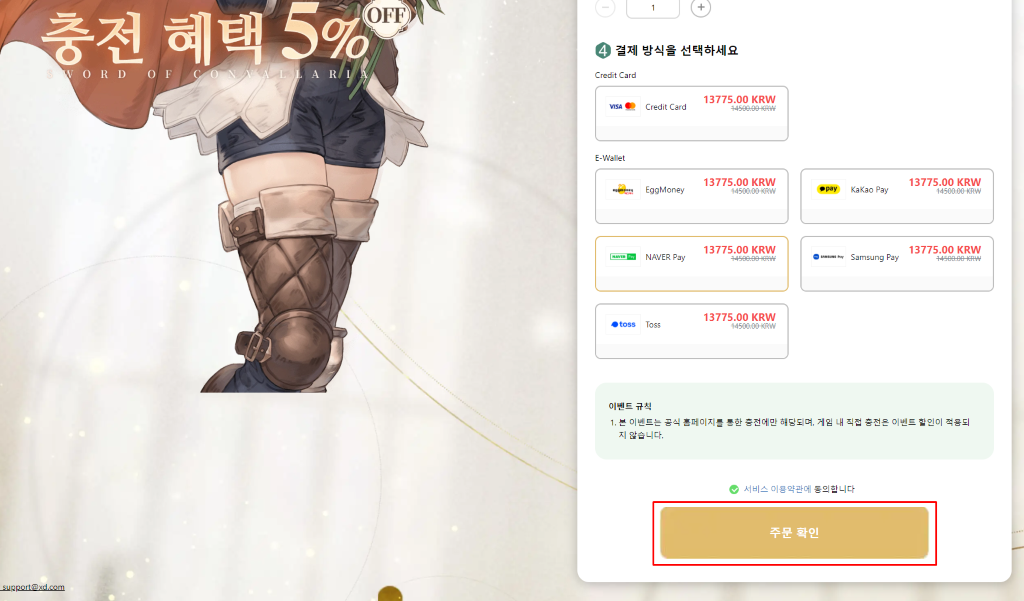 충전 혜택 5% OFF
SWORD OF CONVALLARIA
support@xd.com
1
4 결제 방식을 선택하세요
Credit Card
VISA Credit Card 13775.00 KRW
14500.00 KRW
E-Wallet
EggMoney 13775.00 KRW
14500.00 KRW
pay KaKao Pay 13775.00 KRW
14500.00 KRW
NAVER Pay NAVER Pay 13775.00 KRW
14500.00 KRW
SAMSUNG Pay Samsung Pay 13775.00 KRW
14500.00 KRW
toss Toss 13775.00 KRW
14500.00 KRW
이벤트 규칙
1. 본 이벤트는 공식 홈페이지를 통한 충전에만 해당되며, 게임 내 직접 충전은 이벤트 할인이 적용되
지 않습니다.
서비스 이용약관에 동의합니다
주문 확인